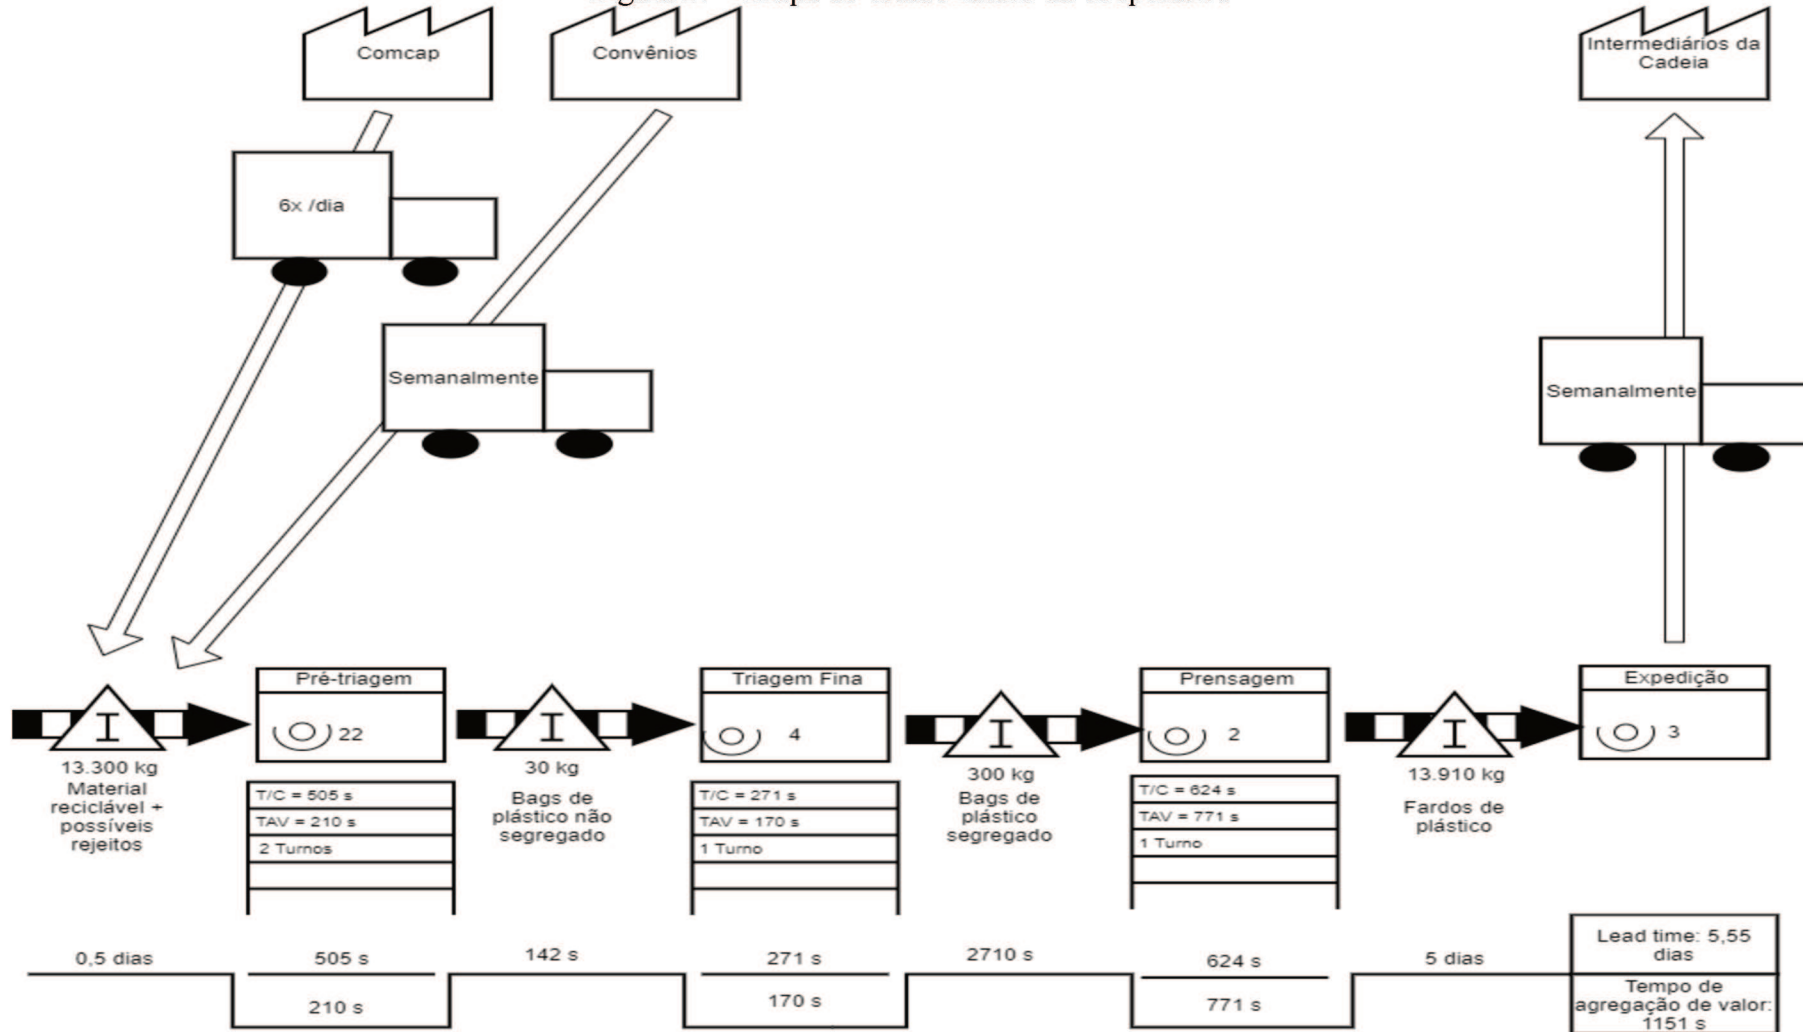 Comcap
Convênios
Intermediários da
Cadeia
6x /dia
Semanalmente
Semanalmente
Pré-triagem
22
Triagem Fina
4
Prensagem
2
Expedição
3
I
13.300 kg
Material
reciclável +
possíveis
rejeitos
T/C = 505 s
TAV = 210 s
2 Turnos
I
30 kg
Bags de
plástico não
segregado
T/C = 271 s
TAV = 170 s
1 Turno
I
300 kg
Bags de
plástico
segregado
T/C = 624 s
TAV = 771 s
1 Turno
I
13.910 kg
Fardos de
plástico
0,5 dias
505 s
210 s
142 s
271 s
170 s
2710 s
624 s
771 s
5 dias
Lead time: 5,55
dias
Tempo de
agregação de valor:
1151 s